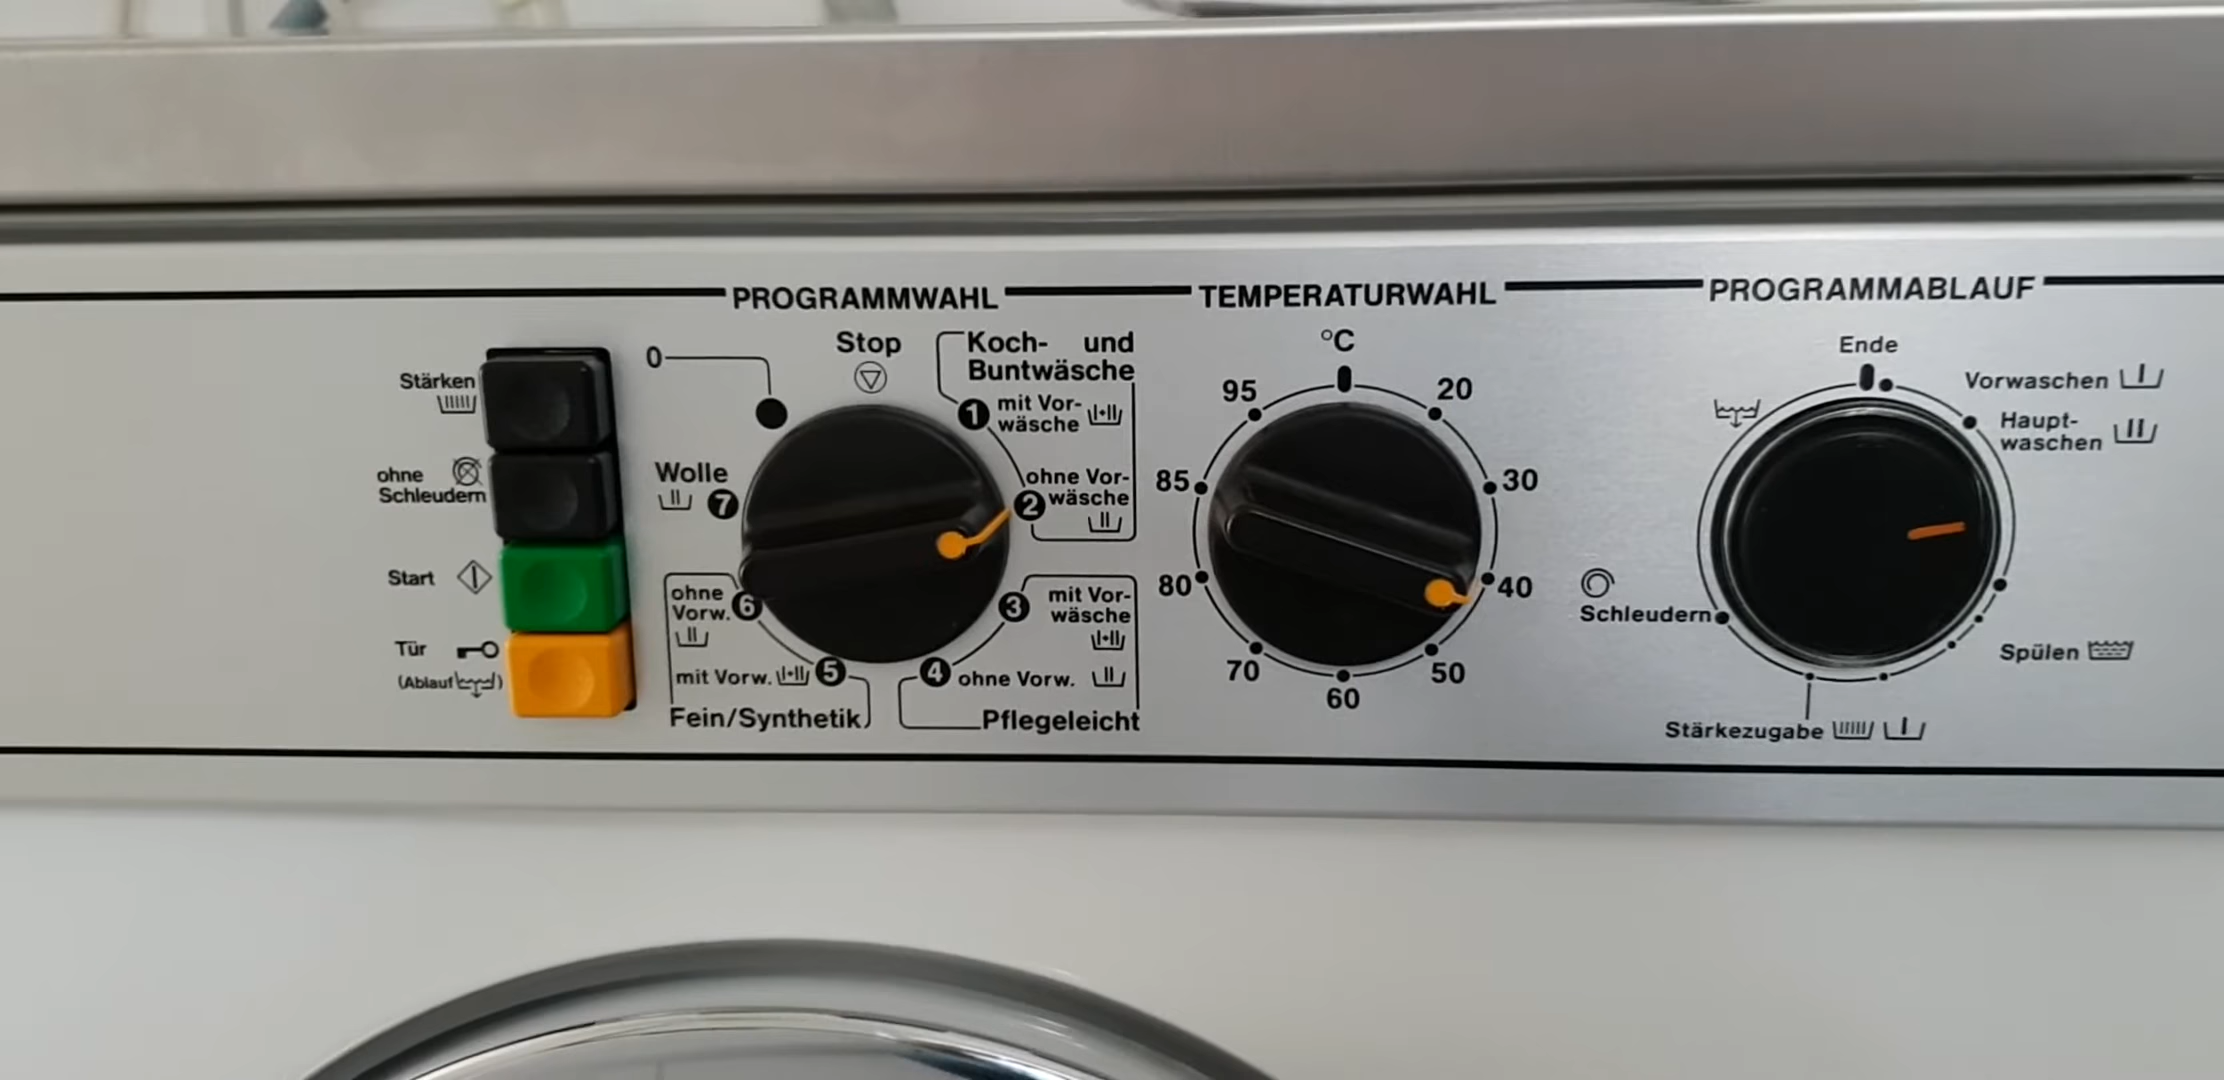 PROGRAMMWAHL
TEMPERATURWAHL
PROGRAMMABLAUF
Stärken
ohne
Schleudern
Start
Tür
(Ablauf)
0
Stop
Koch- und
Buntwäsche
1 mit Vor-
wäsche
ohne Vor-
2 wäsche
3 mit Vor-
wäsche
4 ohne Vorw.
Pflegeleicht
mit Vorw. 5
Fein/Synthetik
ohne
Vorw. 6
Wolle
7
°C
20
30
40
50
60
70
80
85
95
Ende
Vorwaschen
Haupt-
waschen
Spülen
Stärkezugabe
Schleudern